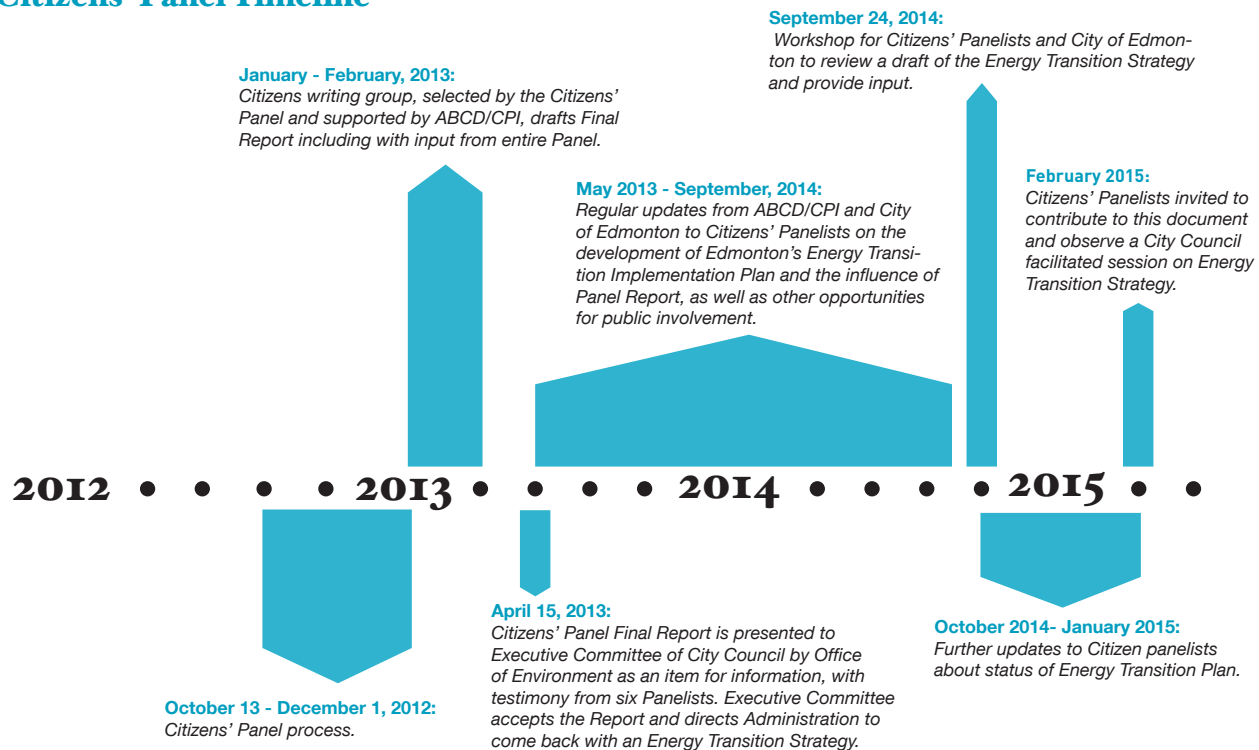 Citizens' Panel Timeline
September 24, 2014:
Workshop for Citizens' Panelists and City of Edmon-
ton to review a draft of the Energy Transition Strategy
and provide input.
January - February, 2013:
Citizens writing group, selected by the Citizens'
Panel and supported by ABCD/CPI, drafts Final
Report including with input from entire Panel.
May 2013 - September, 2014:
Regular updates from ABCD/CPI and City
of Edmonton to Citizens' Panelists on the
development of Edmonton's Energy Transi-
tion Implementation Plan and the influence of
Panel Report, as well as other opportunities
for public involvement.
February 2015:
Citizens' Panelists invited to
contribute to this document
and observe a City Council
facilitated session on Energy
Transition Strategy.
2012 • • • • 2013 • • • • 2014 • • • • 2015 • •
October 13 - December 1, 2012:
Citizens' Panel process.
April 15, 2013:
Citizens' Panel Final Report is presented to
Executive Committee of City Council by Office
of Environment as an item for information, with
testimony from six Panelists. Executive Committee
accepts the Report and directs Administration to
come back with an Energy Transition Strategy.
October 2014- January 2015:
Further updates to Citizen panelists
about status of Energy Transition Plan.